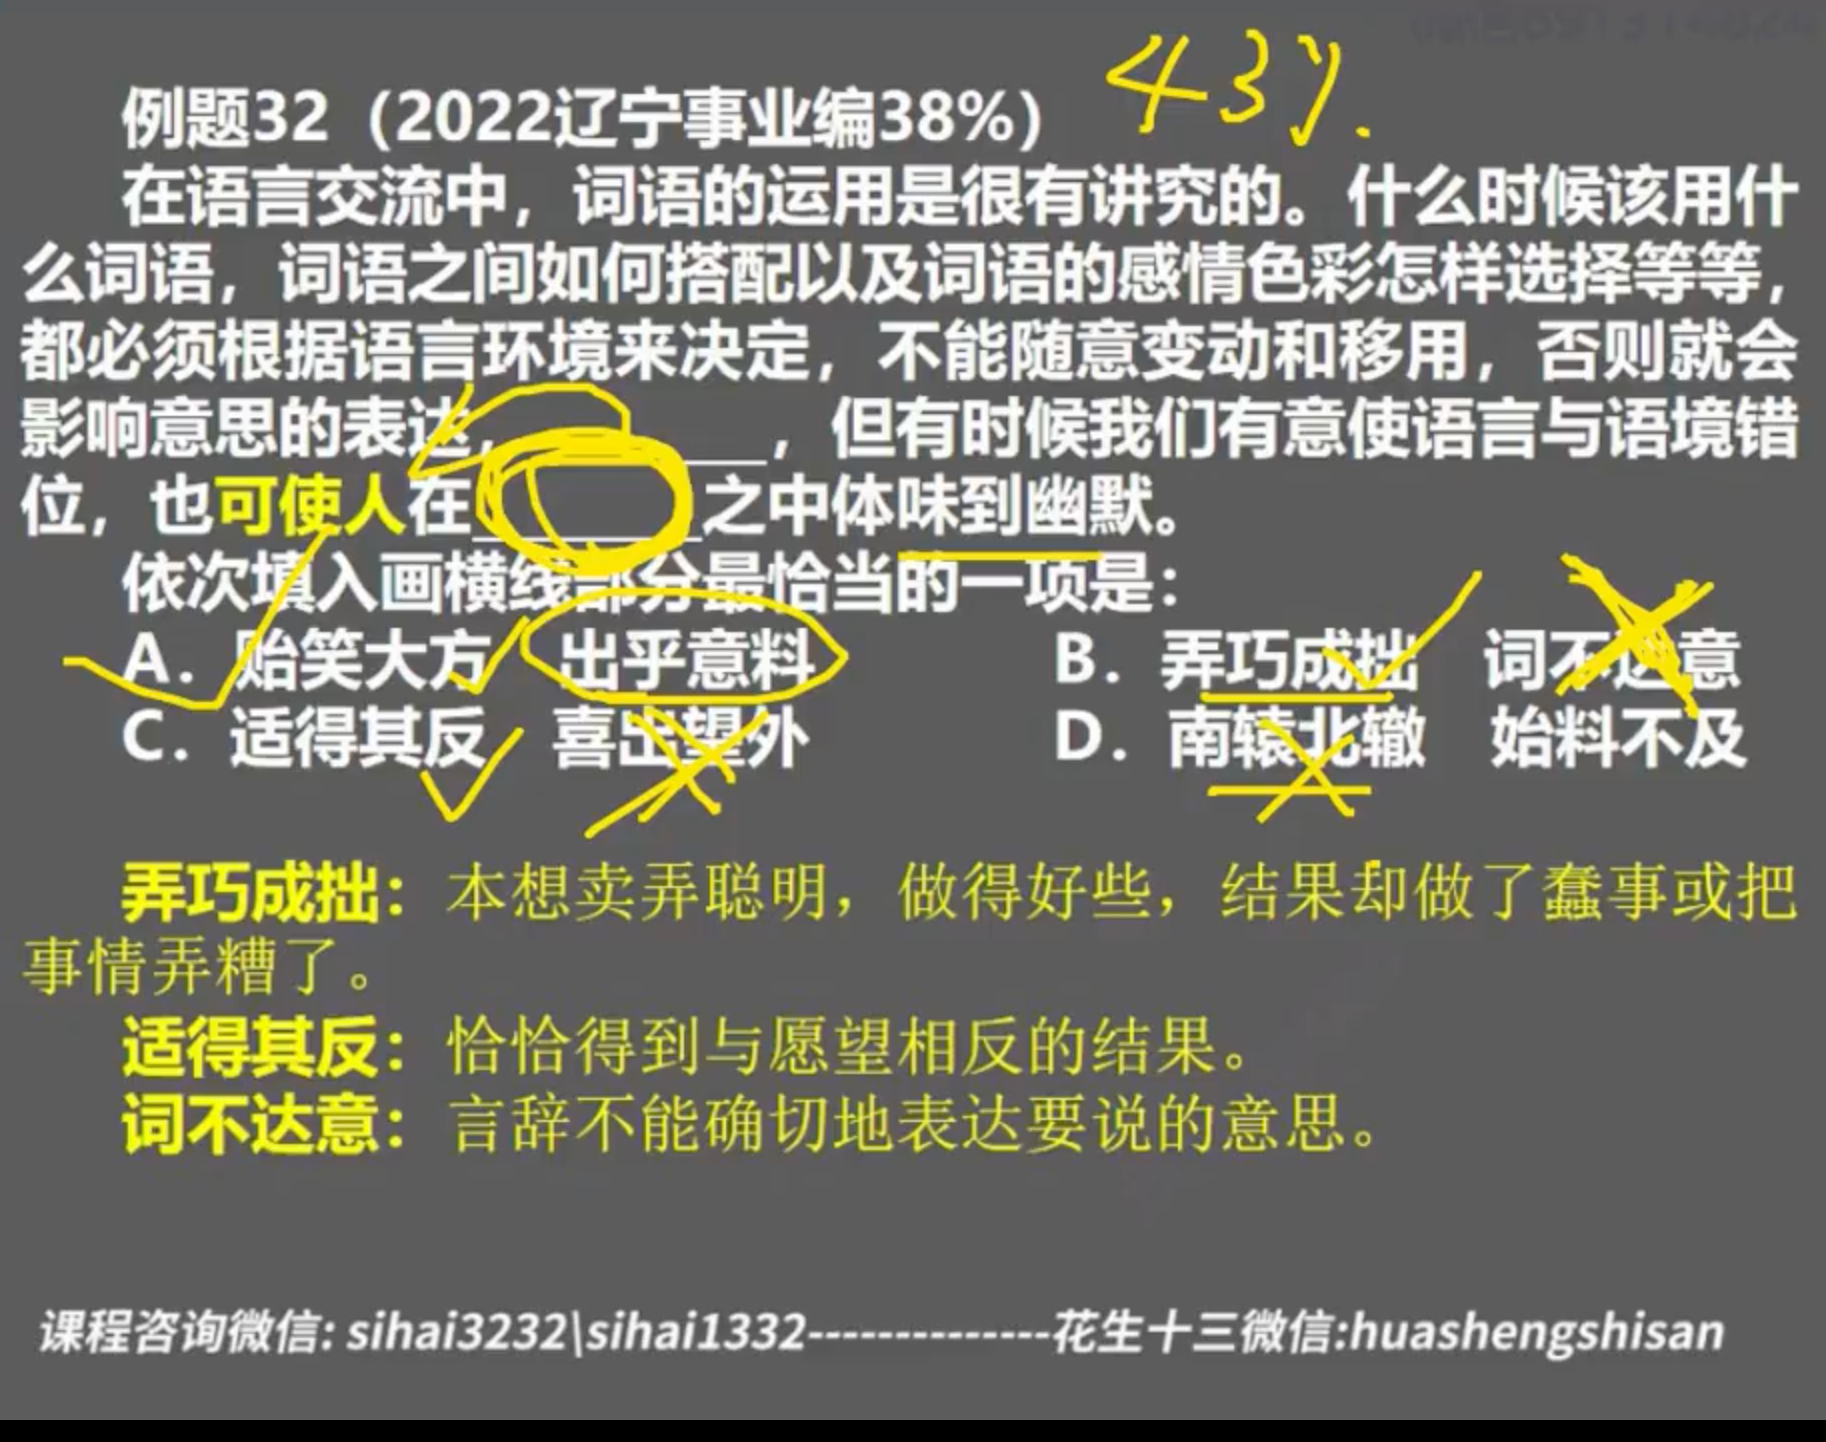 43%.
例题32（2022辽宁事业编38%）
在语言交流中，词语的运用是很有讲究的。什么时候该用什
么词语，词语之间如何搭配以及词语的感情色彩怎样选择等等，
都必须根据语言环境来决定，不能随意变动和移用，否则就会
影响意思的表达，________，但有时候我们有意使语言与语境错
位，也可使人在________之中体味到幽默。
依次填入画横线部分最恰当的一项是：
A．贻笑大方 出乎意料 B．弄巧成拙 词不达意
C．适得其反 喜出望外 D．南辕北辙 始料不及
弄巧成拙：本想卖弄聪明，做得好些，结果却做了蠢事或把
事情弄糟了。
适得其反：恰恰得到与愿望相反的结果。
词不达意：言辞不能确切地表达要说的意思。
课程咨询微信: sihai3232\sihai1332--------------花生十三微信:huashengshisan